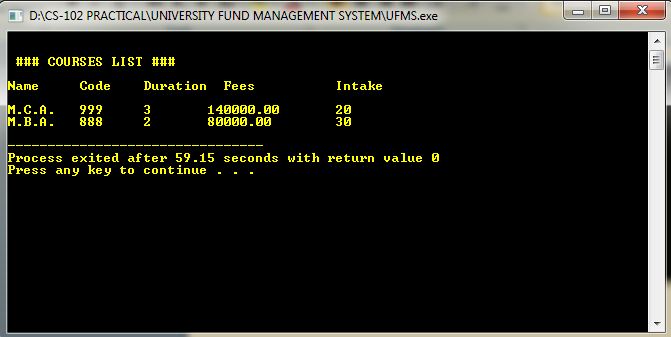 D:\CS-102 PRACTICAL\UNIVERSITY FUND MANAGEMENT SYSTEM\UFMS.exe
### COURSES LIST ###
Name Code Duration Fees Intake
M.C.A. 999 3 140000.00 20
M.B.A. 888 2 80000.00 30
--------------------------------
Process exited after 59.15 seconds with return value 0
Press any key to continue . . .